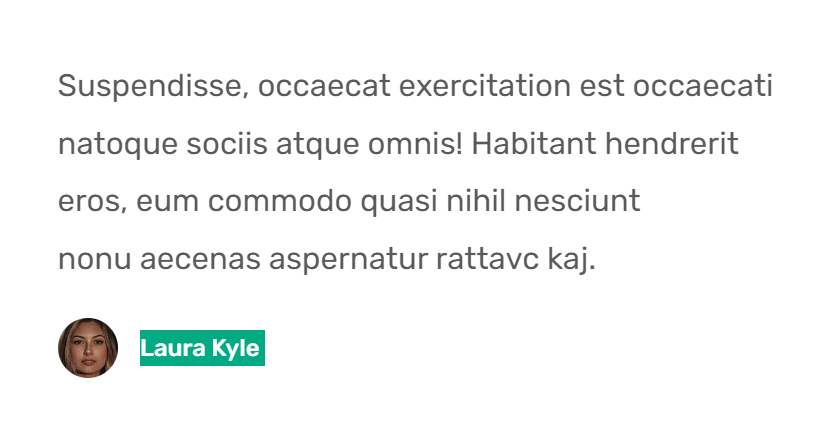 Suspendisse, occaecat exercitation est occaecati
natoque sociis atque omnis! Habitant hendrerit
eros, eum commodo quasi nihil nesciunt
nonu aecenas aspernatur rattavc kaj.
Laura Kyle